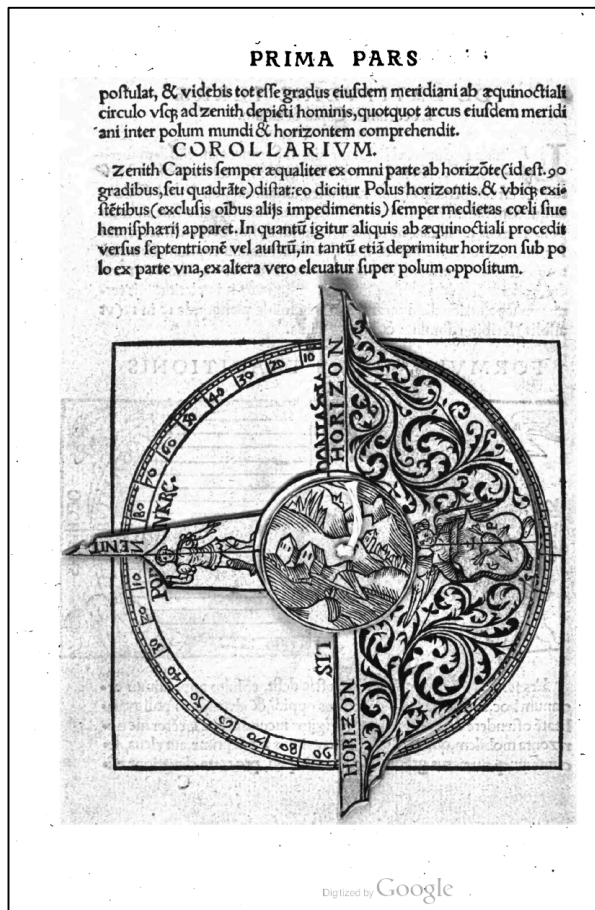 PRIMA PARS
poſtulat, & videbis tot eſſe gradus eiuſdem meridiani ab æquinoctiali
circulo vſq; ad zenith depicti hominis, quotquot arcus eiuſdem meridi
ani inter polum mundi & horizontem comprehendit.
COROLLARIVM.
Zenith Capitis ſemper æqualiter ex omni parte ab horizõte (id eſt. 90
gradibus, ſeu quadrãte) diſtat: eo dicitur Polus horizontis. & vbiq; exi
ſtẽtibus (excluſis oĩbus alijs impedimentis) ſemper medietas cœli ſiue
hemiſphærij apparet. In quantũ igitur aliquis ab æquinoctiali procedit
verſus ſeptentrionẽ vel auſtrũ, in tantũ etiã deprimitur horizon ſub po
lo ex parte vna, ex altera vero eleuatur ſuper polum oppoſitum.
HORIZON
10 20 30 40 50 60 70 80
ZENIT
10 20 30 40 50 70 80 90
HORIZON
Digitized by Google